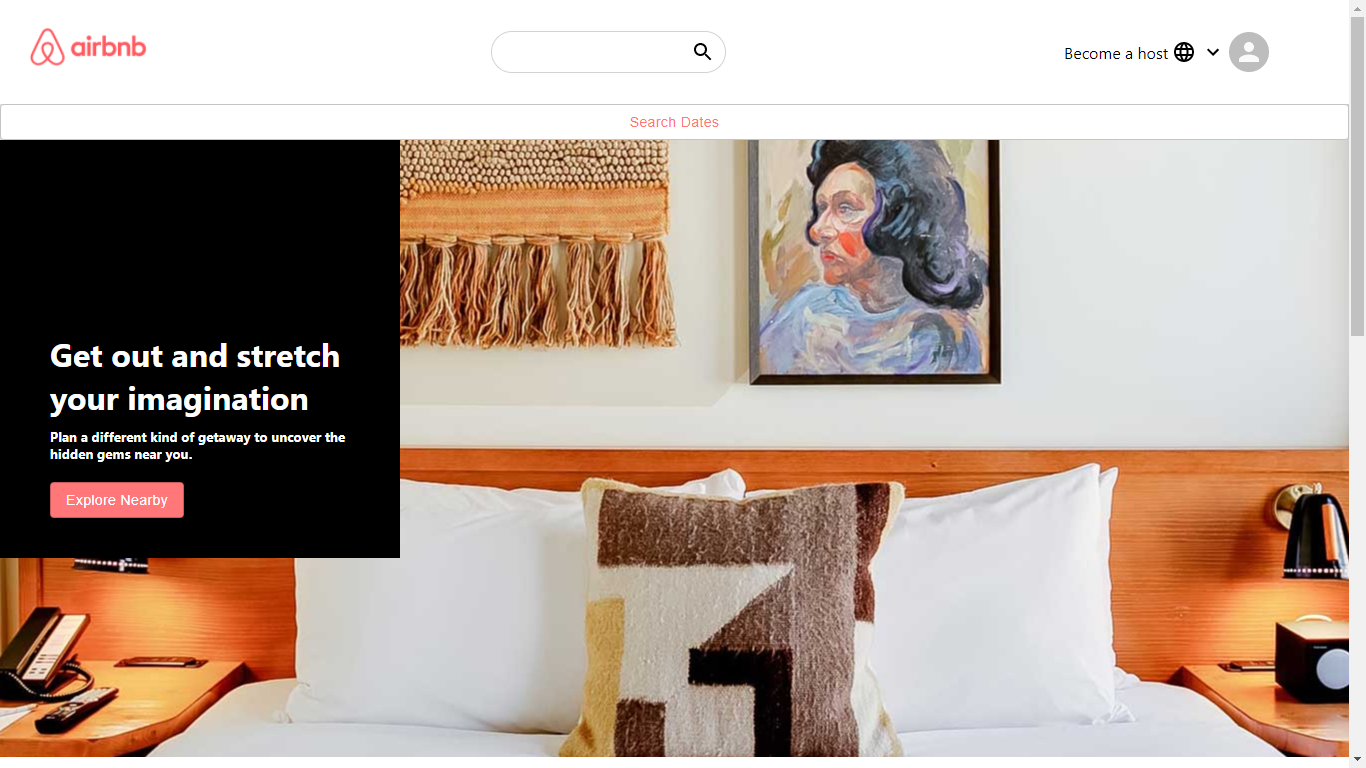 airbnb
Become a host
Search Dates
Get out and stretch
your imagination
Plan a different kind of getaway to uncover the
hidden gems near you.
Explore Nearby